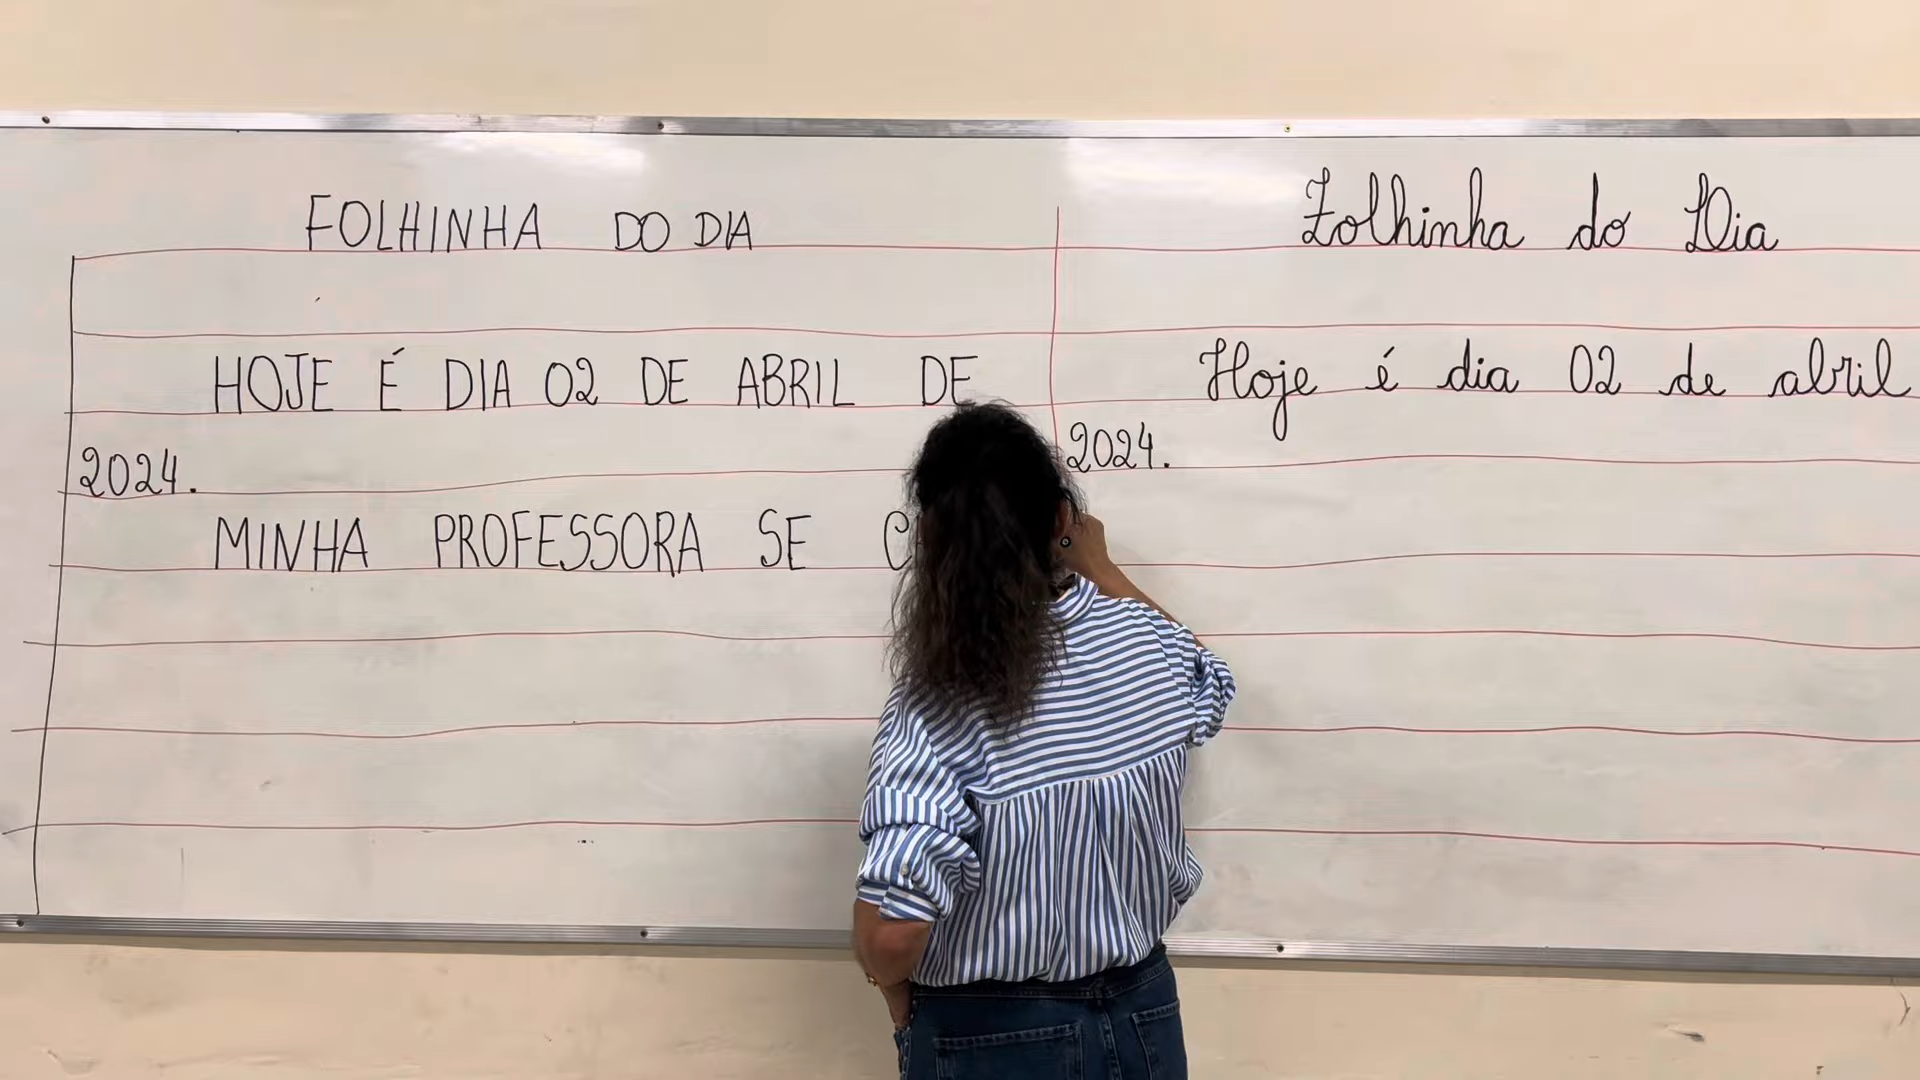 FOLHINHA DO DIA
HOJE É DIA 02 DE ABRIL DE
2024.
MINHA PROFESSORA SE
Folhinha do Dia
Hoje é dia 02 de abril
2024.